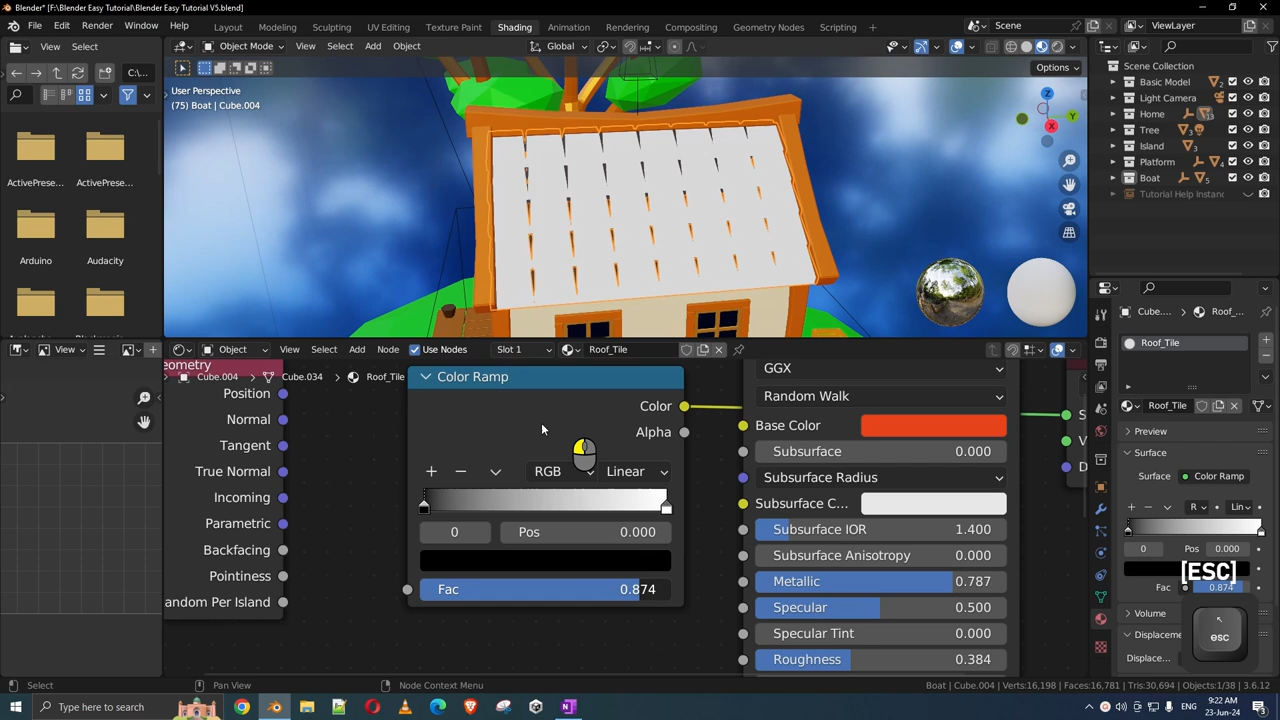 Blender* [F:\Blender Easy Tutorial\Blender Easy Tutorial V5.blend]
File Edit Render Window Help
Layout Modeling Sculpting UV Editing Texture Paint Shading Animation Rendering Compositing Geometry Nodes Scripting
Scene
ViewLayer
View Select
Object Mode View Select Add Object
Global
C:\...
Options
User Perspective
(75) Boat | Cube.004
Z
Y
X
Scene Collection
Basic Model 2
Light Camera
Home 13
Tree 3
Island 3
Platform 4
Boat 5
Tutorial Help Instanc
ActivePrese...
ActivePrese...
Arduino
Audacity
View
Object View Select Add Node Use Nodes Slot 1 Roof_Tile
Cube.004 Cube.034 Roof_Tile
eometry
Position
Normal
Tangent
True Normal
Incoming
Parametric
Backfacing
Pointiness
andom Per Island
Color Ramp
Color
Alpha
RGB Linear
0 Pos 0.000
Fac 0.874
GGX
Random Walk
Base Color
Subsurface 0.000
Subsurface Radius
Subsurface C...
Subsurface IOR 1.400
Subsurface Anisotropy 0.000
Metallic 0.787
Specular 0.500
Specular Tint 0.000
Roughness 0.384
S
V
D
Cube.... Roof_...
Roof_Tile
Roof_Tile
Preview
Surface
Surface Color Ramp
R Lin
0 Pos 0.000
Fac 0.874
Volume
Displacement
Displace...
[ESC]
esc
Select
Pan View
Node Context Menu
Boat | Cube.004 | Verts:16,198 | Faces:16,781 | Tris:30,694 | Objects:1/38 | 3.6.12
Type here to search
9:22 AM
23-Jun-24